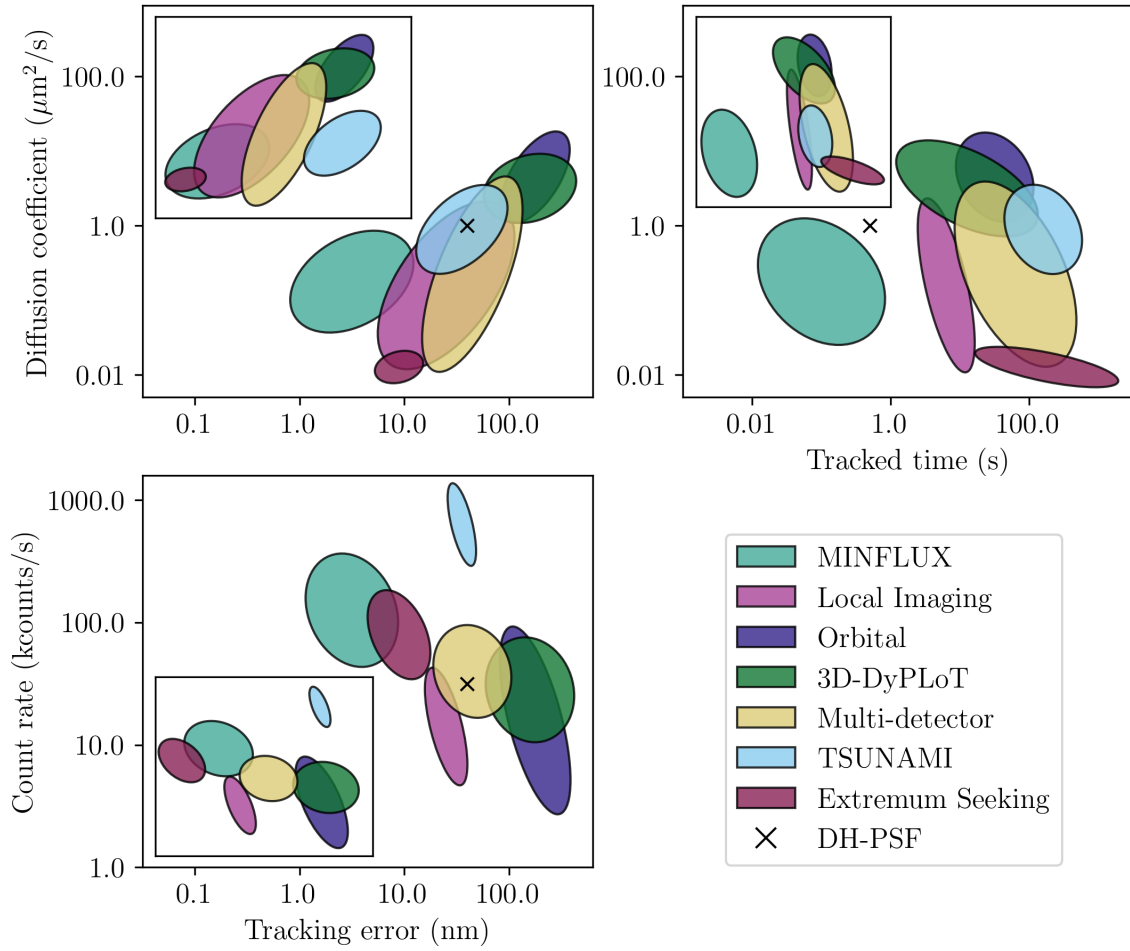 Diffusion coefficient (μm²/s)
100.0
1.0
0.01
0.1
1.0
10.0
100.0
100.0
1.0
0.01
0.01
1.0
100.0
Tracked time (s)
Count rate (kcounts/s)
1000.0
100.0
10.0
1.0
0.1
1.0
10.0
100.0
Tracking error (nm)
MINFLUX
Local Imaging
Orbital
3D-DyPLoT
Multi-detector
TSUNAMI
Extremum Seeking
DH-PSF